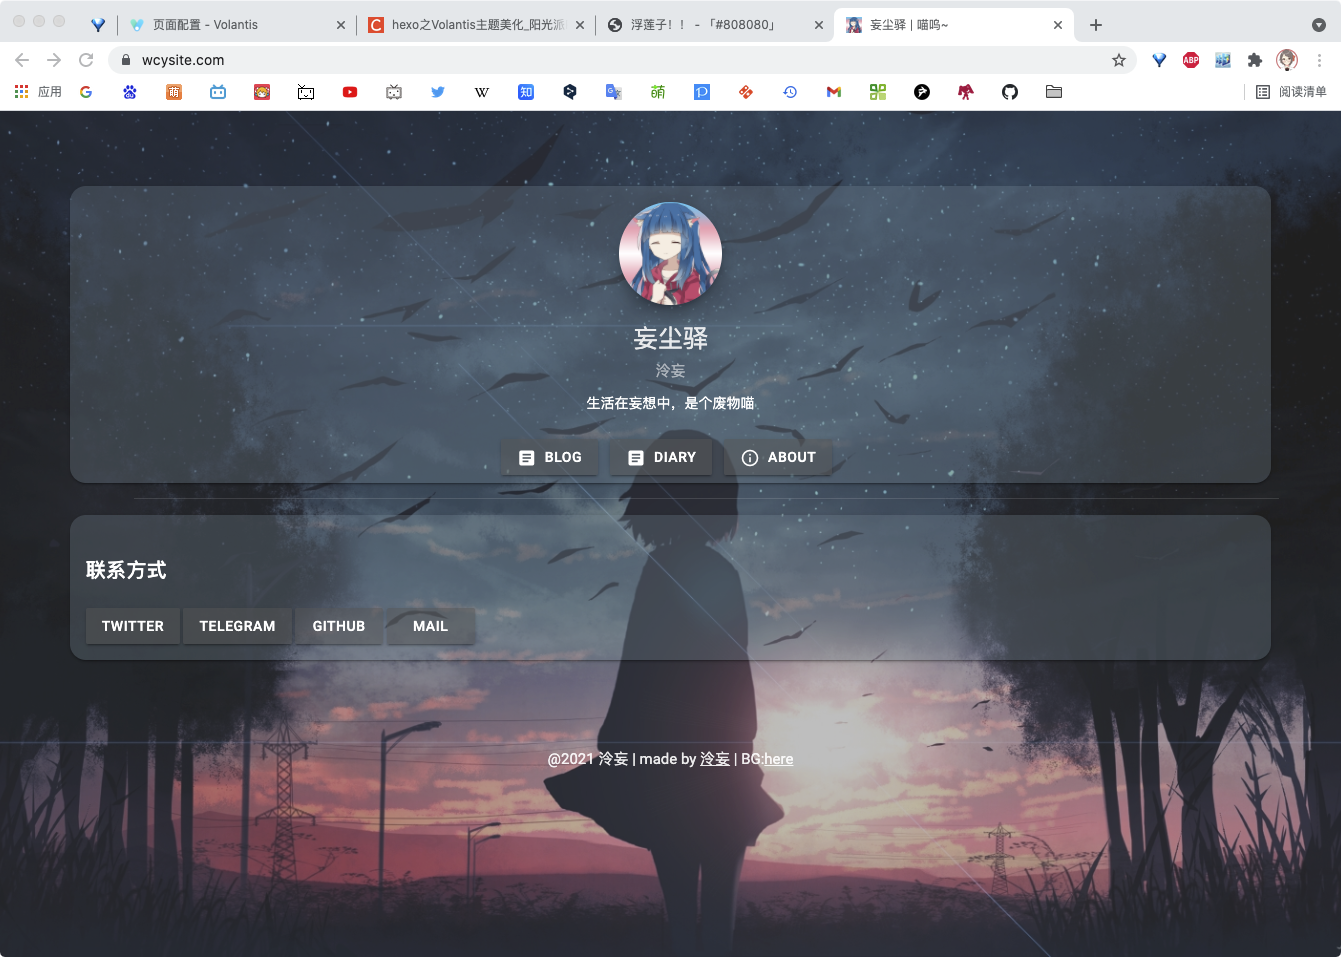 页面配置 - Volantis
hexo之Volantis主题美化_阳光派
浮莲子！！ - 「#808080」
妄尘驿 | 喵呜~
wcysite.com
ABP
应用
阅读清单
妄尘驿
泠妄
生活在妄想中，是个废物喵
BLOG
DIARY
ABOUT
联系方式
TWITTER
TELEGRAM
GITHUB
MAIL
@2021 泠妄 | made by 泠妄 | BG:here